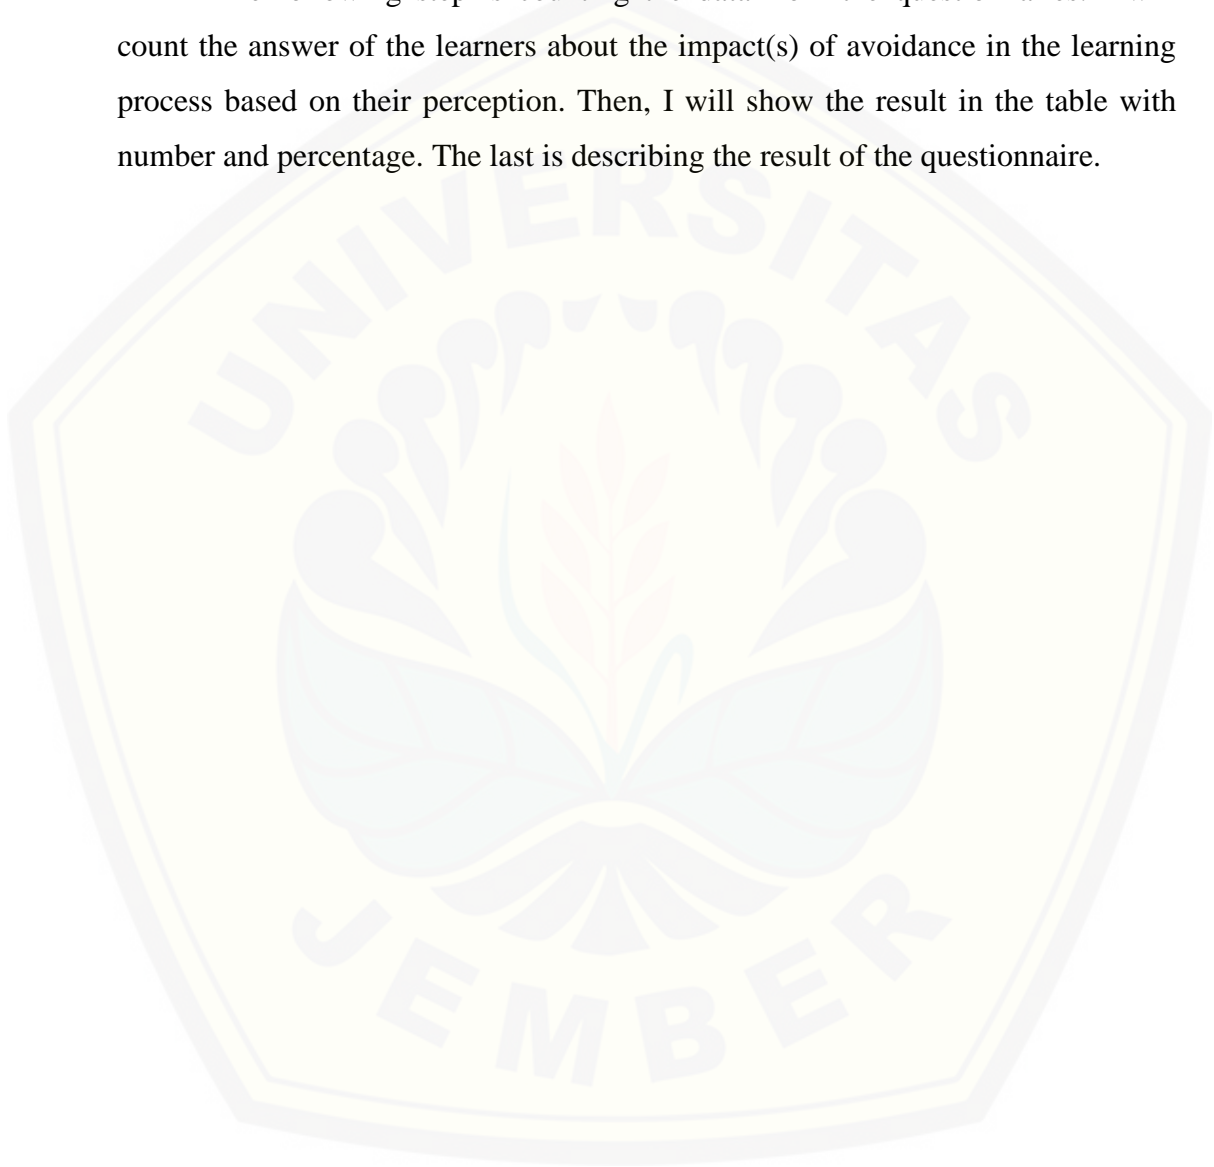 count the answer of the learners about the impact(s) of avoidance in the learning
process based on their perception. Then, I will show the result in the table with
number and percentage. The last is describing the result of the questionnaire.
UNIVERSITAS
JEMBER